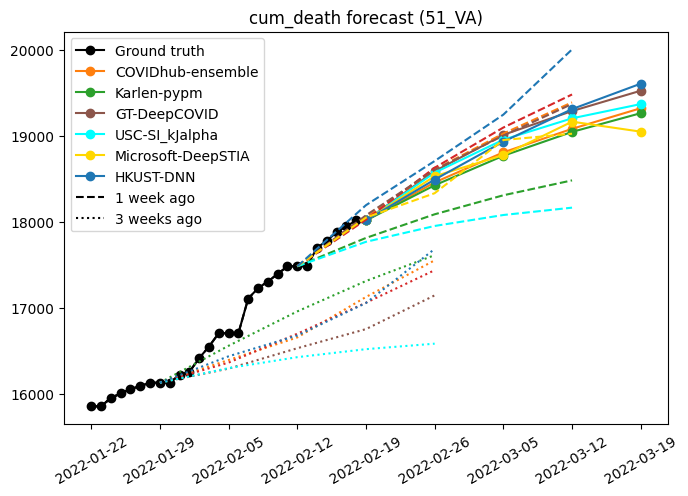 cum_death forecast (51_VA)
20000
19000
18000
17000
16000
Ground truth
COVIDhub-ensemble
Karlen-pypm
GT-DeepCOVID
USC-SI_kJalpha
Microsoft-DeepSTIA
HKUST-DNN
1 week ago
3 weeks ago
2022-01-22
2022-01-29
2022-02-05
2022-02-12
2022-02-19
2022-02-26
2022-03-05
2022-03-12
2022-03-19